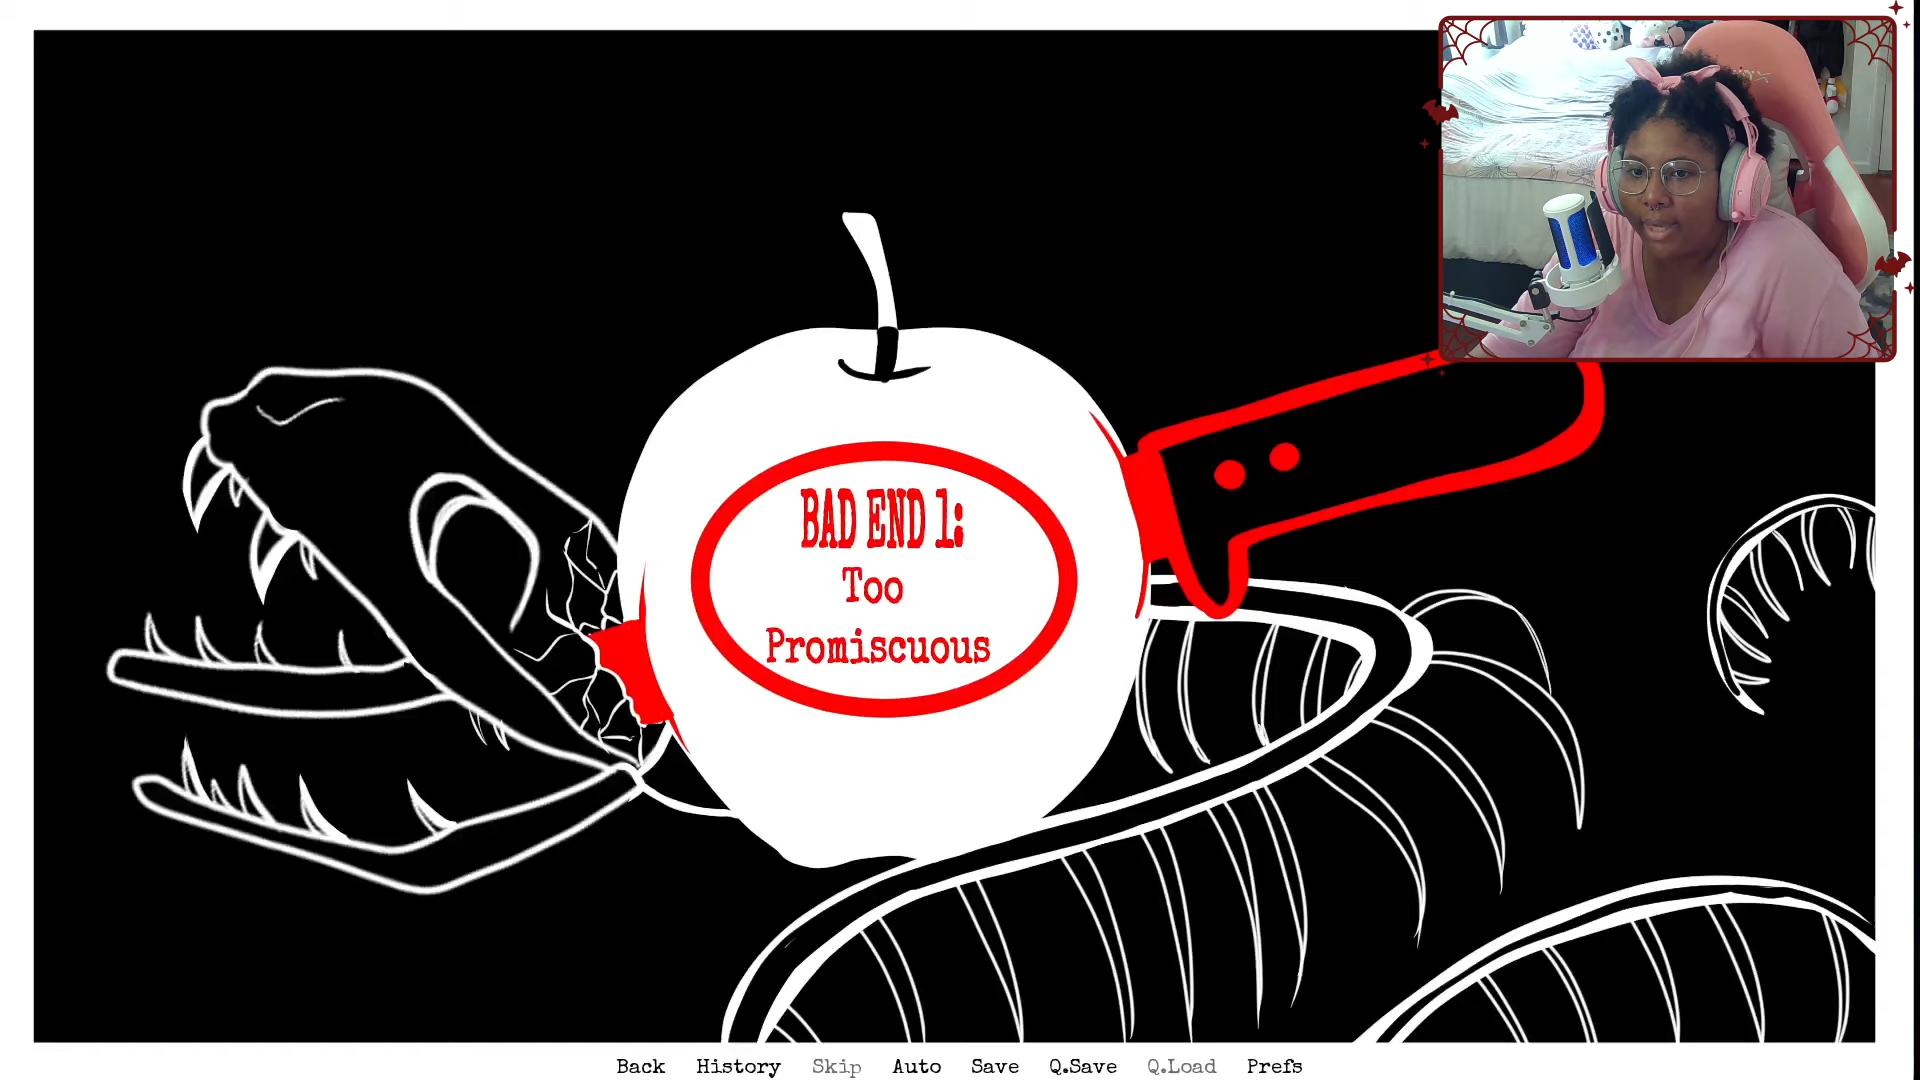 BAD END 1:
Too
Promiscuous
Back History Skip Auto Save Q.Save Q.Load Prefs